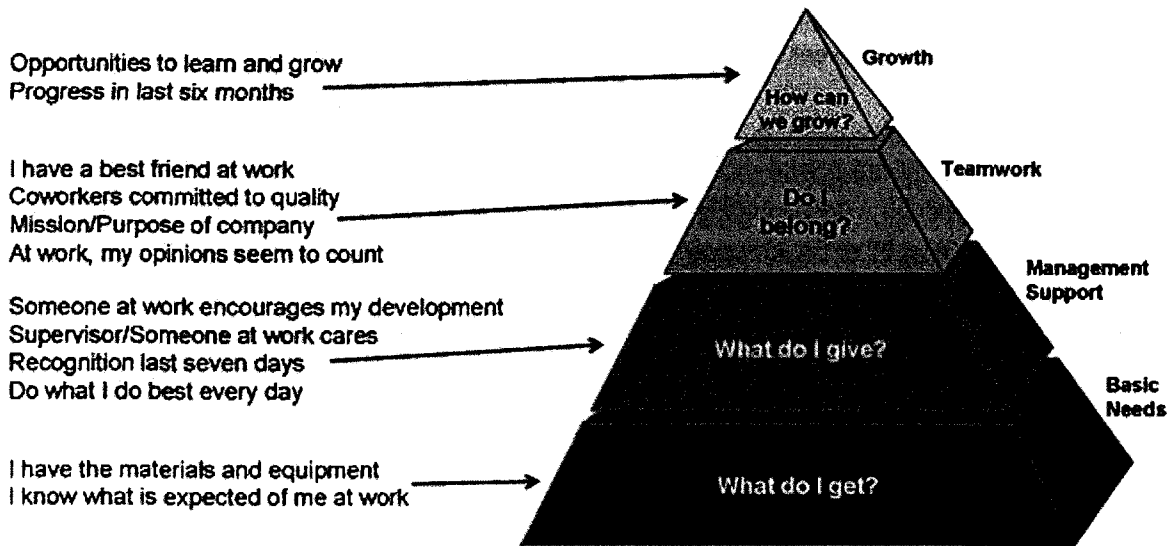 Opportunities to learn and grow
Progress in last six months
Growth
How can
we grow?
I have a best friend at work
Coworkers committed to quality
Mission/Purpose of company
At work, my opinions seem to count
Teamwork
Do I
belong?
Someone at work encourages my development
Supervisor/Someone at work cares
Recognition last seven days
Do what I do best every day
Management
Support
What do I give?
Basic
Needs
I have the materials and equipment
I know what is expected of me at work
What do I get?